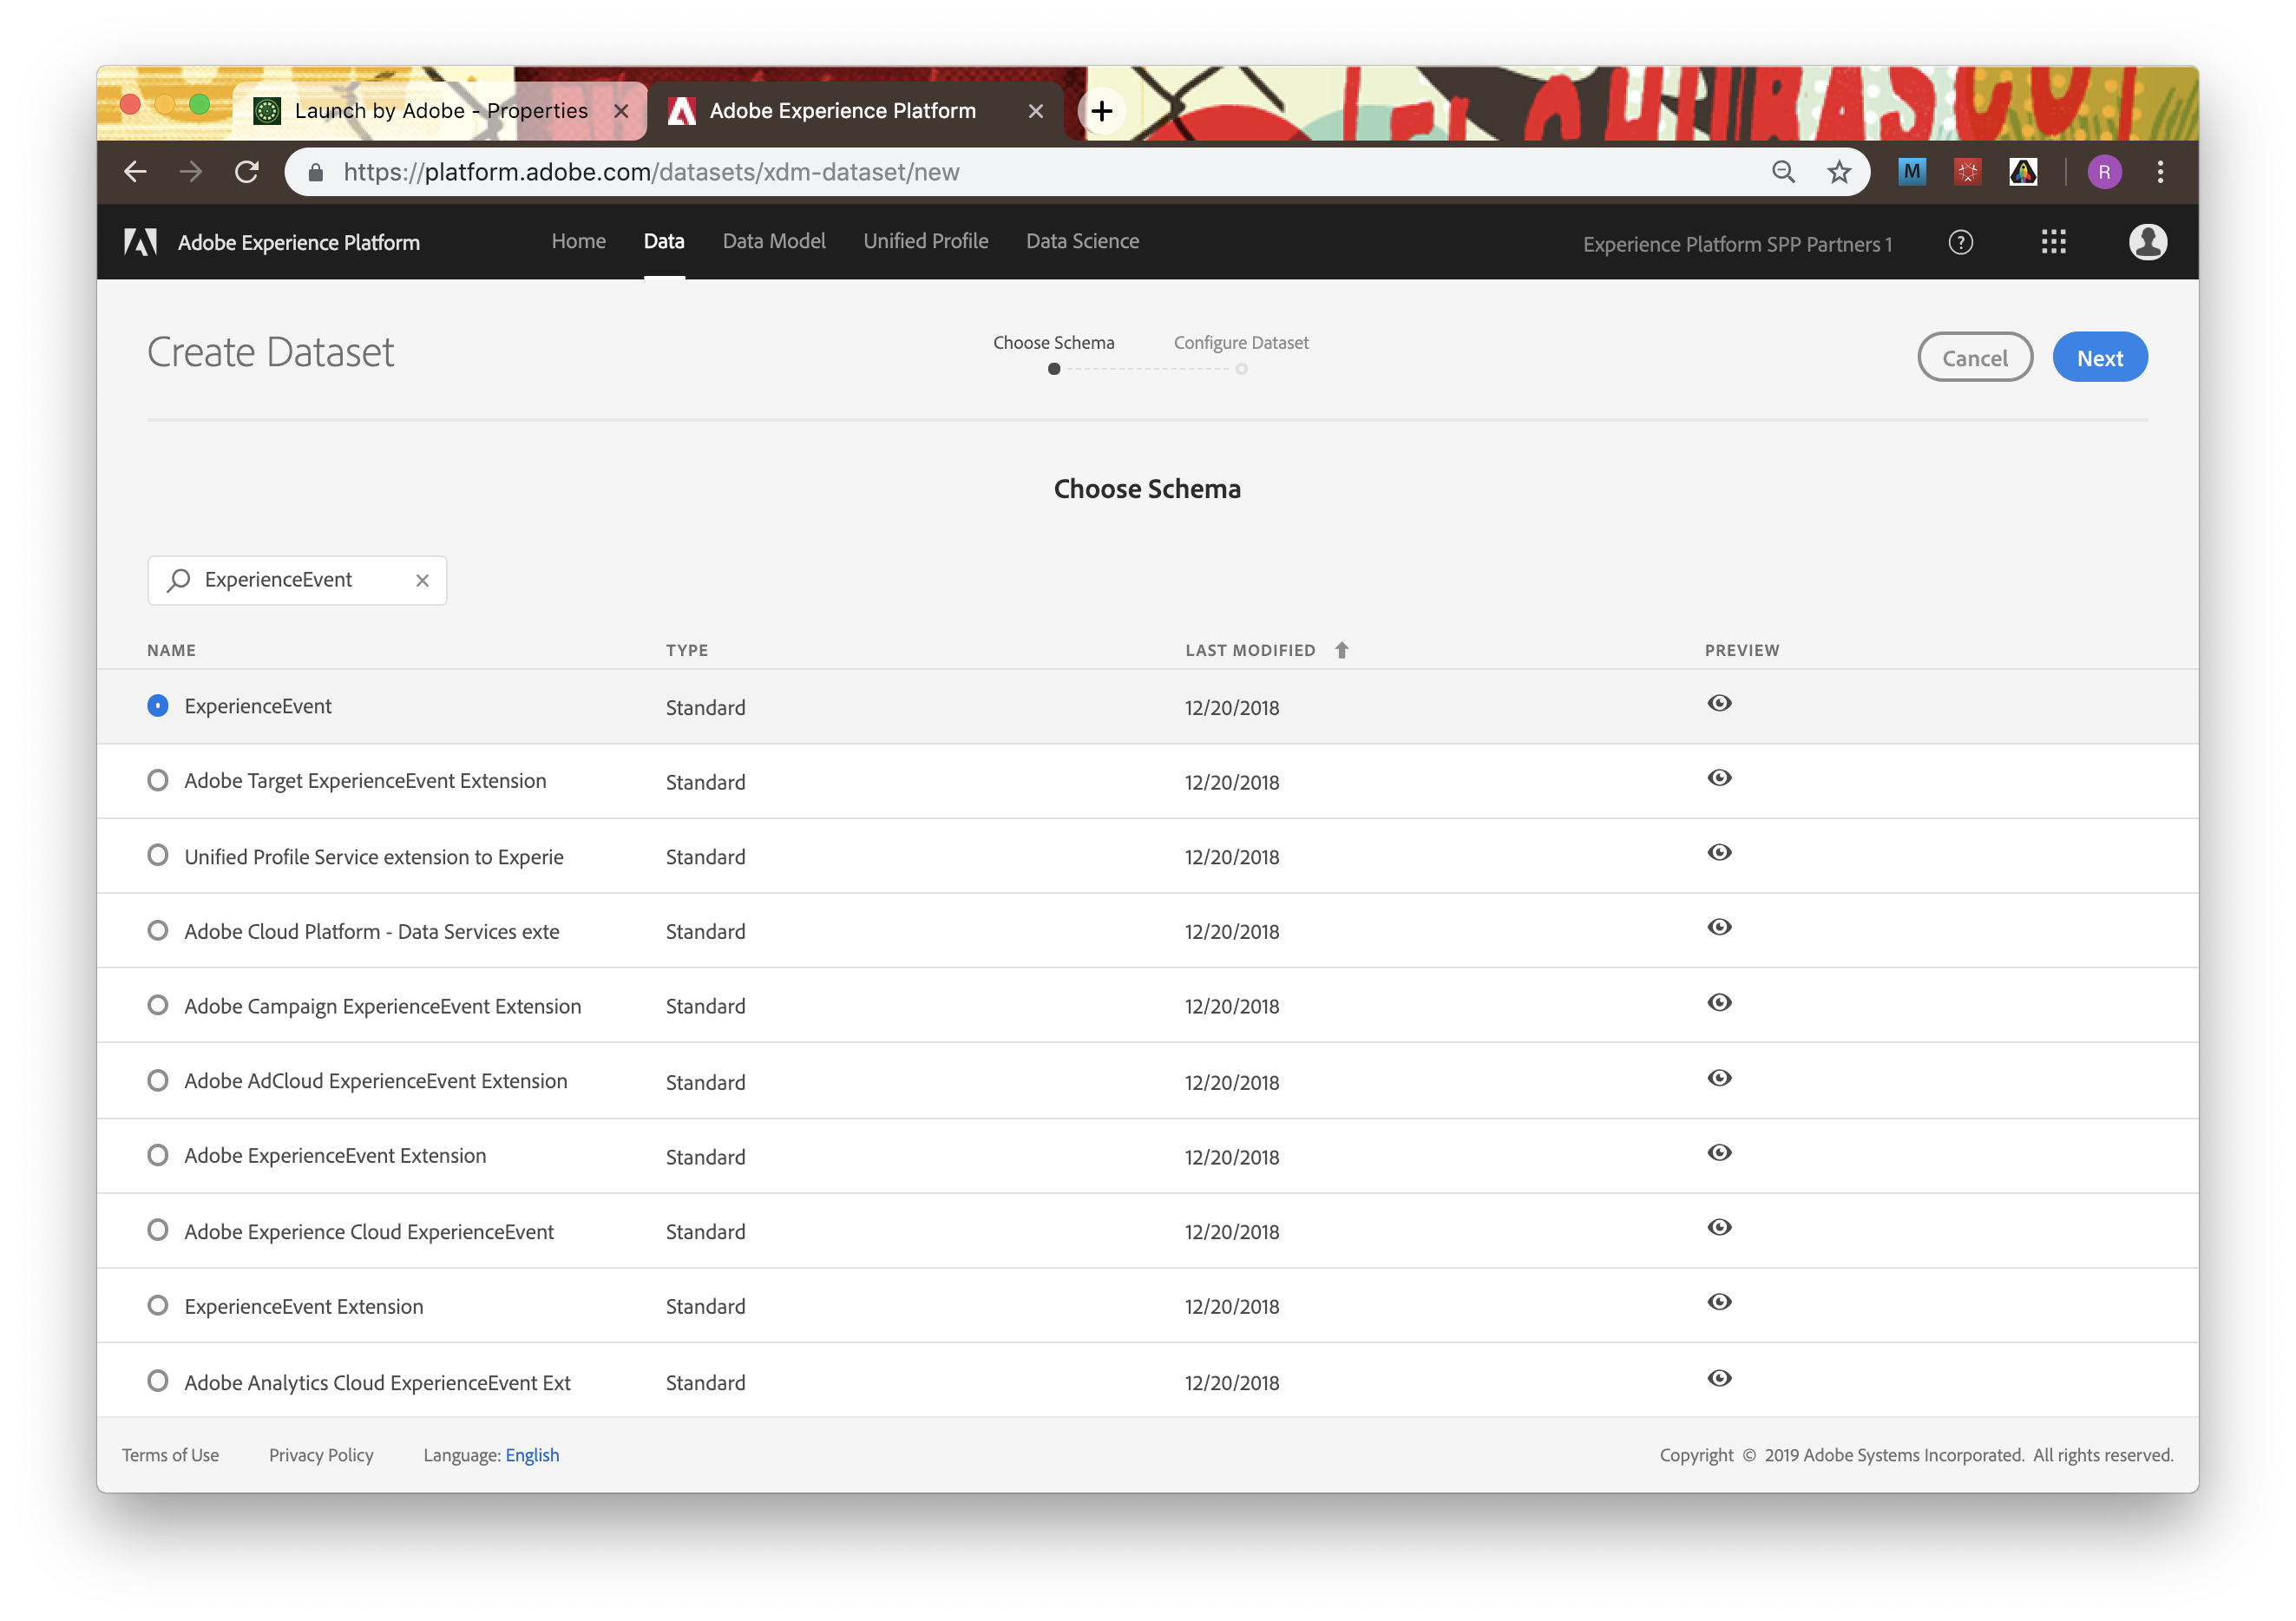 Launch by Adobe - Properties
Adobe Experience Platform
https://platform.adobe.com/datasets/xdm-dataset/new
M
R
Adobe Experience Platform
Home
Data
Data Model
Unified Profile
Data Science
Experience Platform SPP Partners 1
?
Create Dataset
Choose Schema
Configure Dataset
Cancel
Next
Choose Schema
ExperienceEvent
NAME TYPE LAST MODIFIED PREVIEW
ExperienceEvent Standard 12/20/2018
Adobe Target ExperienceEvent Extension Standard 12/20/2018
Unified Profile Service extension to Experie Standard 12/20/2018
Adobe Cloud Platform - Data Services exte Standard 12/20/2018
Adobe Campaign ExperienceEvent Extension Standard 12/20/2018
Adobe AdCloud ExperienceEvent Extension Standard 12/20/2018
Adobe ExperienceEvent Extension Standard 12/20/2018
Adobe Experience Cloud ExperienceEvent Standard 12/20/2018
ExperienceEvent Extension Standard 12/20/2018
Adobe Analytics Cloud ExperienceEvent Ext Standard 12/20/2018
Terms of Use
Privacy Policy
Language: English
Copyright © 2019 Adobe Systems Incorporated. All rights reserved.